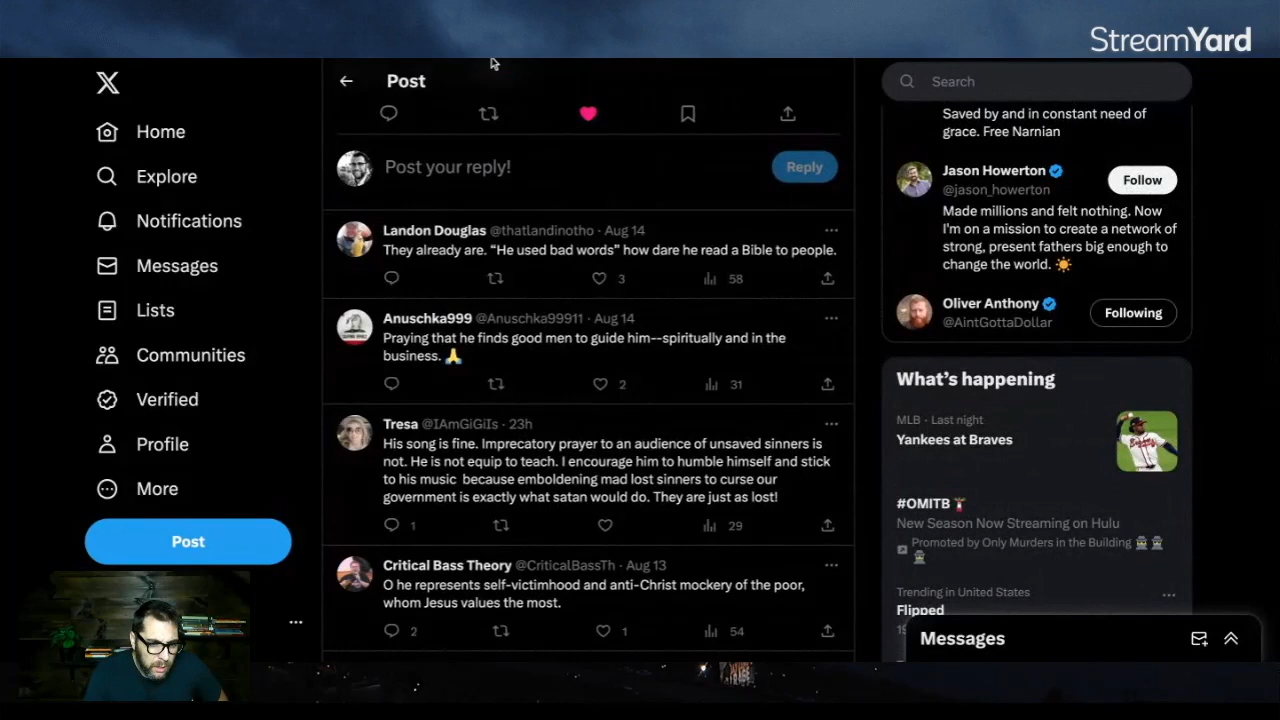 StreamYard
Home
Explore
Notifications
Messages
Lists
Communities
Verified
Profile
More
Post
Post
Post your reply!
Reply
Landon Douglas @thatlandinotho · Aug 14
They already are. “He used bad words” how dare he read a Bible to people.
3
58
Anuschka999 @Anuschka99911 · Aug 14
Praying that he finds good men to guide him--spiritually and in the
business. 🙏
2
31
Tresa @IAmGiGiIs · 23h
His song is fine. Imprecatory prayer to an audience of unsaved sinners is
not. He is not equip to teach. I encourage him to humble himself and stick
to his music because emboldening mad lost sinners to curse our
government is exactly what satan would do. They are just as lost!
1
29
Critical Bass Theory @CriticalBassTh · Aug 13
O he represents self-victimhood and anti-Christ mockery of the poor,
whom Jesus values the most.
2
1
54
Search
Saved by and in constant need of
grace. Free Narnian
Jason Howerton
@jason_howerton
Follow
Made millions and felt nothing. Now
I'm on a mission to create a network of
strong, present fathers big enough to
change the world. ☀️
Oliver Anthony
@AintGottaDollar
Following
What's happening
MLB · Last night
Yankees at Braves
#OMITB
New Season Now Streaming on Hulu
Promoted by Only Murders in the Building
Trending in United States
Flipped
Messages